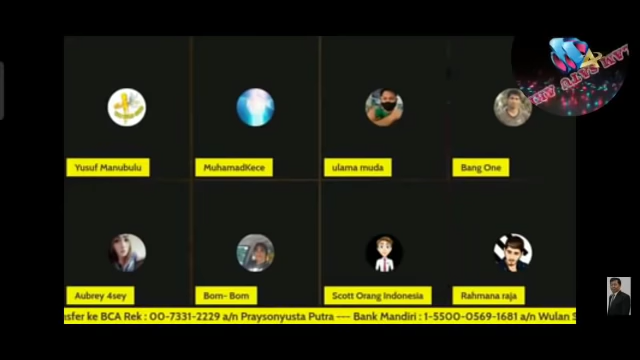 Yusuf Manubulu
MuhamadKece
ulama muda
Bang One
Aubrey 4sey
Bom- Bom
Scott Orang Indonesia
Rahmana raja
ke BCA Rek : 00-7331-2229 a/n Praysonyusta Putra --- Bank Mandiri : 1-5500-0569-1681 a/n Wulan